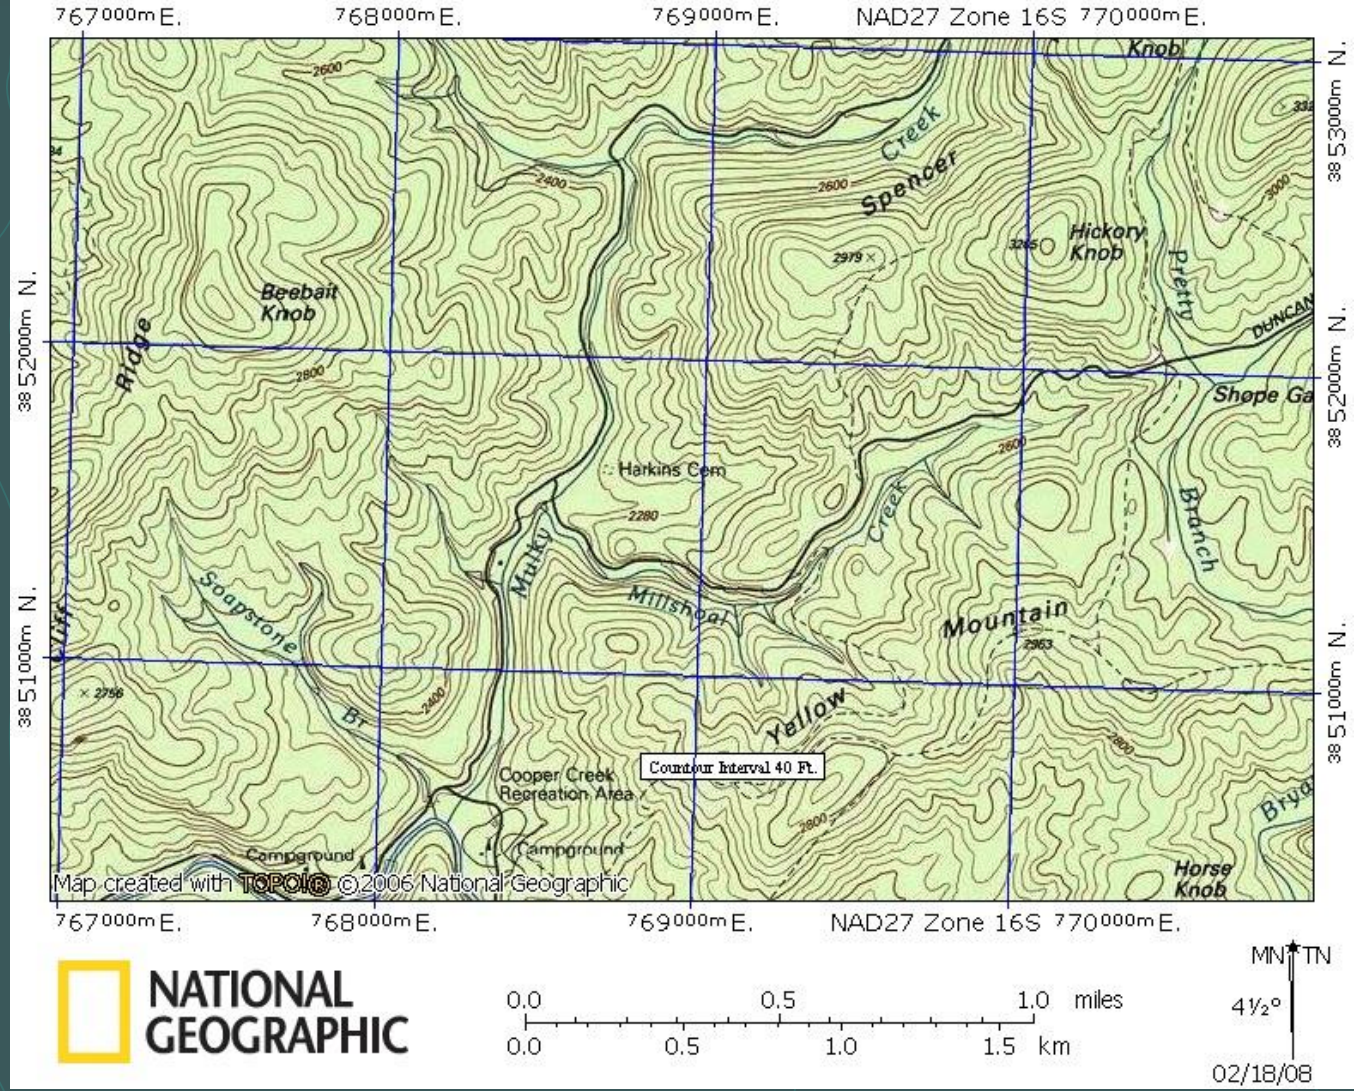 767000m E. 768000m E. 769000m E. NAD27 Zone 16S 770000m E.
Knob
2600
Creek
3853000m N.
2400
2600
Spencer
3000
3265
Hickory
Knob
2979
Pretty
Beebait
Knob
DUNCAN
3852000m N.
3852000m N.
Ridge
2800
Shope Ga
2600
Harkins Cem
2280
Creek
Branch
Mulky
Soapstone
Millshoal
Mountain
2963
3851000m N.
3851000m N.
2756
2400
Br
Yellow
2800
Countour Interval 40 Ft.
Cooper Creek
Recreation Area
2800
Campground
Campground
Horse
Knob
Map created with TOPO!® ©2006 National Geographic
767000m E. 768000m E. 769000m E. NAD27 Zone 16S 770000m E.
NATIONAL
GEOGRAPHIC
0.0 0.5 1.0 miles
0.0 0.5 1.0 1.5 km
MN TN
4½°
02/18/08